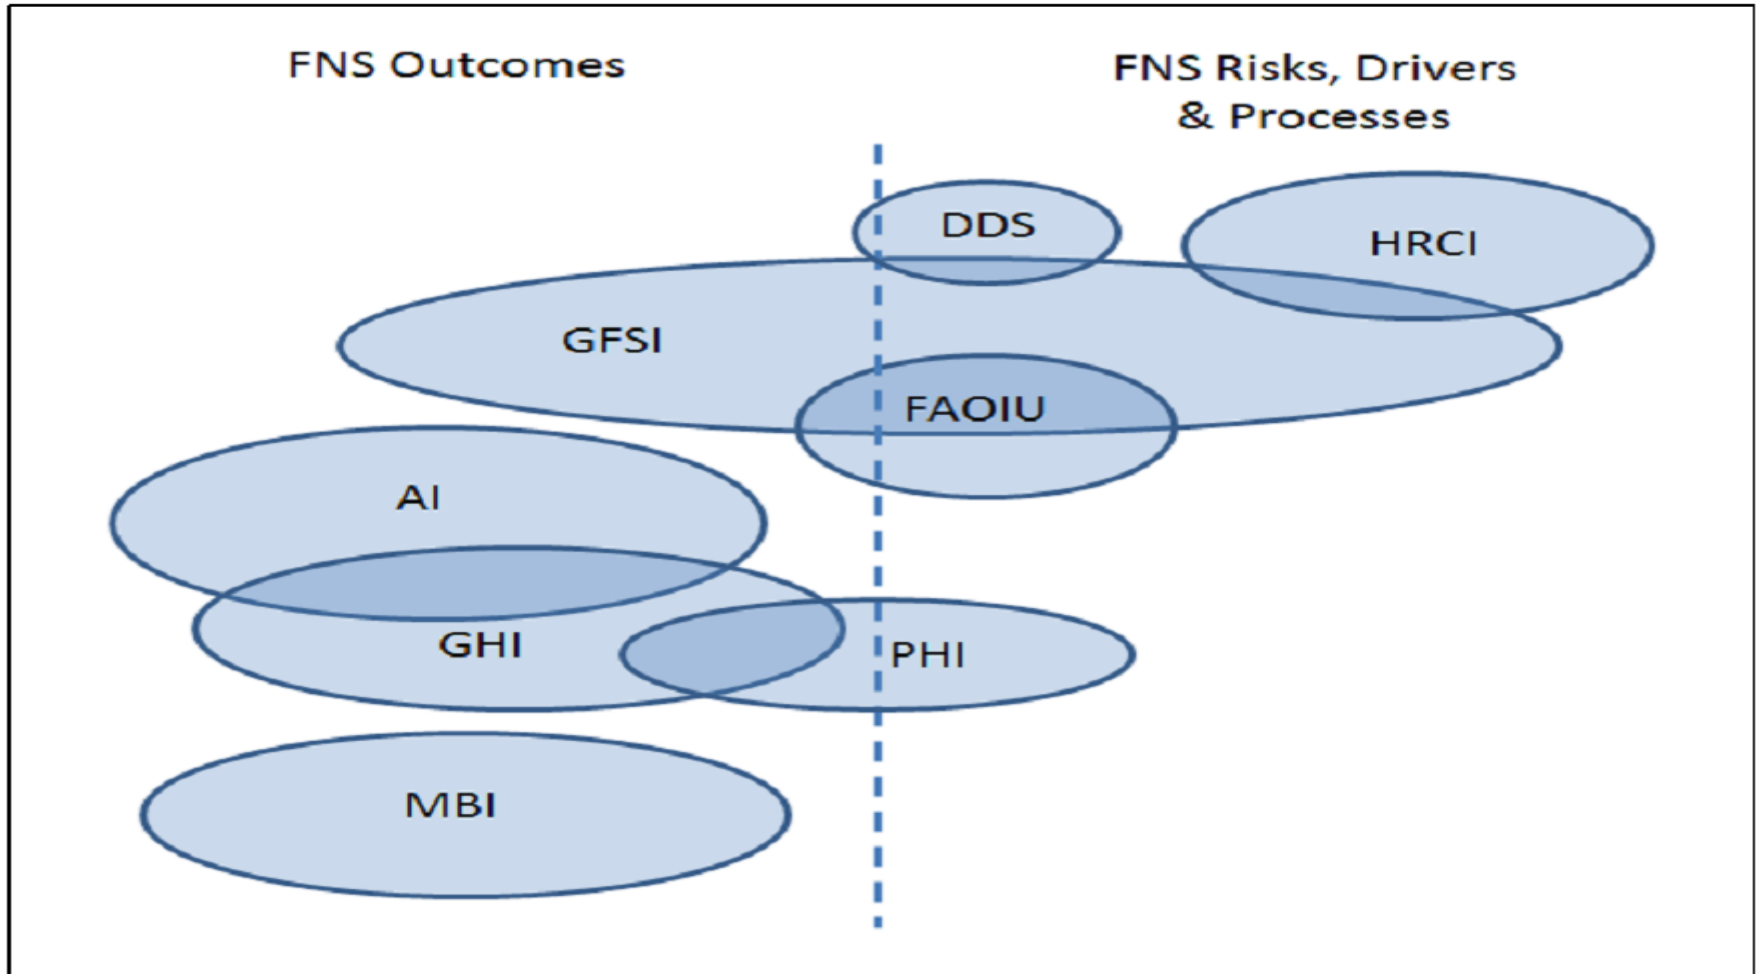 FNS Outcomes
FNS Risks, Drivers
& Processes
DDS
HRCI
GFSI
FAOIU
AI
GHI
PHI
MBI